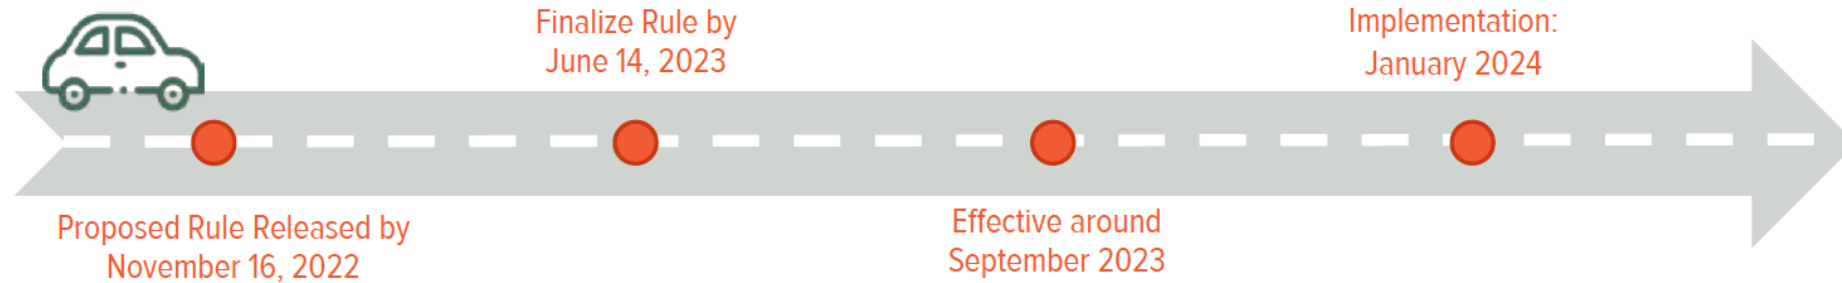 Proposed Rule Released by
November 16, 2022
Finalize Rule by
June 14, 2023
Effective around
September 2023
Implementation:
January 2024